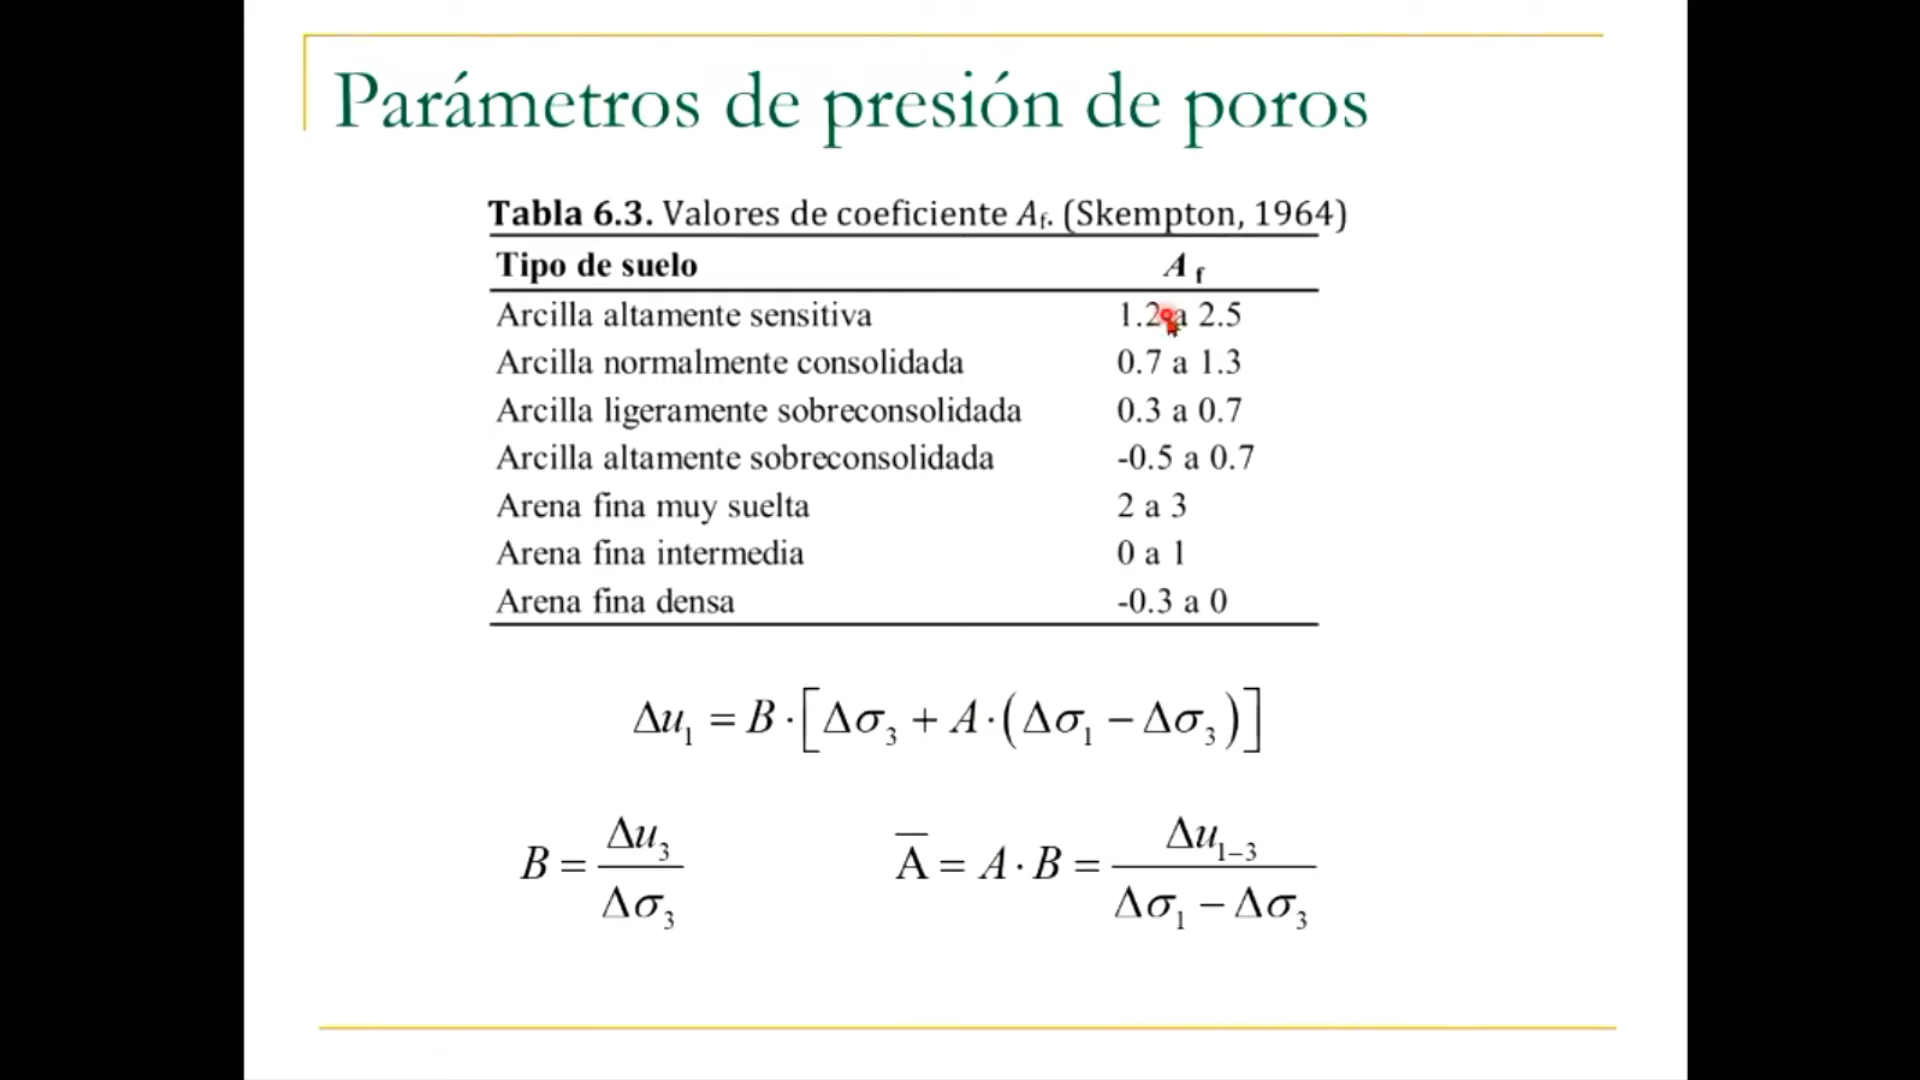 Parámetros de presión de poros
Tabla 6.3. Valores de coeficiente Af. (Skempton, 1964)
Tipo de suelo A f
Arcilla altamente sensitiva 1.2 a 2.5
Arcilla normalmente consolidada 0.7 a 1.3
Arcilla ligeramente sobreconsolidada 0.3 a 0.7
Arcilla altamente sobreconsolidada -0.5 a 0.7
Arena fina muy suelta 2 a 3
Arena fina intermedia 0 a 1
Arena fina densa -0.3 a 0
Δu₁ = B · [Δσ₃ + A · (Δσ₁ − Δσ₃)]
B = Δu₃ / Δσ₃
A̅ = A · B = Δu₁₋₃ / Δσ₁ − Δσ₃